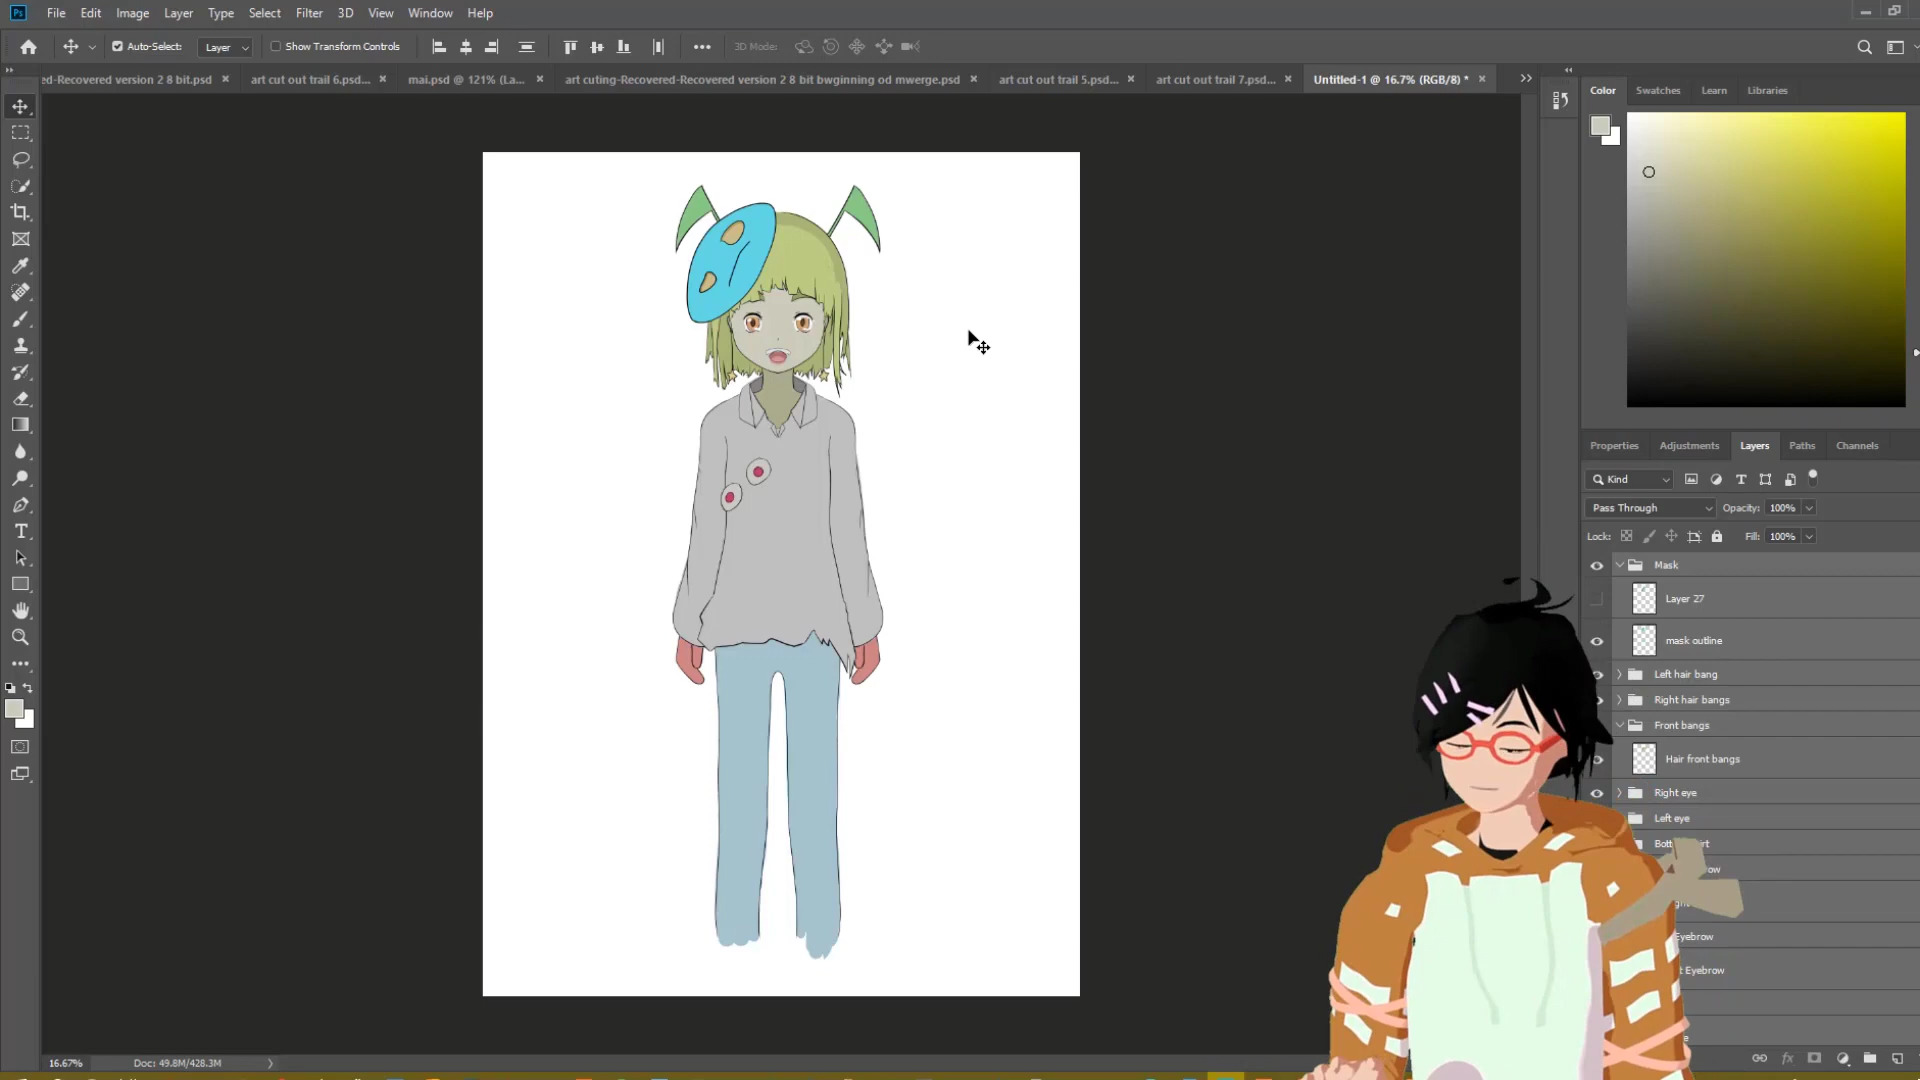 Ps File Edit Image Layer Type Select Filter 3D View Window Help
Auto-Select: Layer Show Transform Controls 3D Mode:
ed-Recovered version 2 8 bit.psd × art cut out trail 6.psd... × mai.psd @ 121% (La... × art cuting-Recovered-Recovered version 2 8 bit bwginning od mwerge.psd × art cut out trail 5.psd... × art cut out trail 7.psd... × Untitled-1 @ 16.7% (RGB/8) * ×
Color Swatches Learn Libraries
Properties Adjustments Layers Paths Channels
Kind
Pass Through Opacity: 100%
Lock: Fill: 100%
Mask
Layer 27
mask outline
Left hair bang
Right hair bangs
Front bangs
Hair front bangs
Right eye
Left eye
Eyebrow
t Eyebrow
16.67% Doc: 49.8M/428.3M